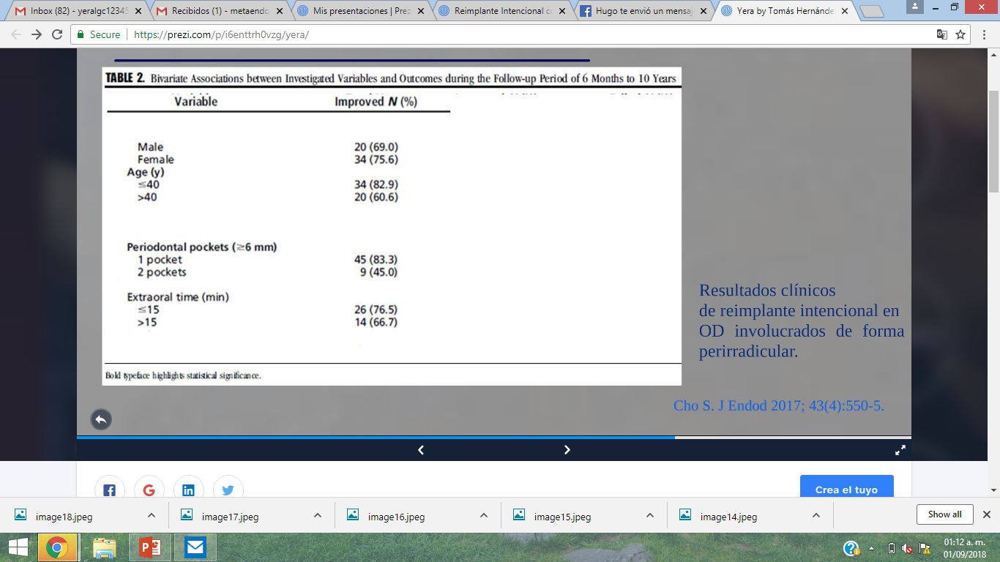 Inbox (82) - yeralgc12345
Recibidos (1) - metaendo
Mis presentaciones | Prez
Reimplante Intencional co
Hugo te envió un mensaj
Yera by Tomás Hernánde
Secure
https://prezi.com/p/i6enttrh0vzg/yera/
TABLE 2. Bivariate Associations between Investigated Variables and Outcomes during the Follow-up Period of 6 Months to 10 Years
Variable Improved N (%)
Male 20 (69.0)
Female 34 (75.6)
Age (y)
≤40 34 (82.9)
>40 20 (60.6)
Periodontal pockets (≥6 mm)
1 pocket 45 (83.3)
2 pockets 9 (45.0)
Extraoral time (min)
≤15 26 (76.5)
>15 14 (66.7)
Bold typeface highlights statistical significance.
Resultados clínicos
de reimplante intencional en
OD involucrados de forma
perirradicular.
Cho S. J Endod 2017; 43(4):550-5.
Crea el tuyo
image18.jpeg
image17.jpeg
image16.jpeg
image15.jpeg
image14.jpeg
Show all
01:12 a. m.
01/09/2018